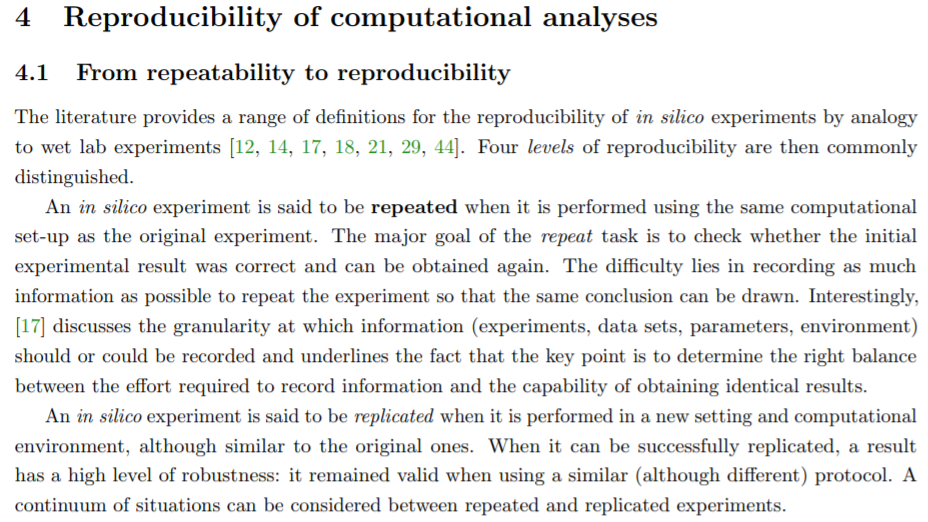 4 Reproducibility of computational analyses
4.1 From repeatability to reproducibility
The literature provides a range of definitions for the reproducibility of in silico experiments by analogy
to wet lab experiments [12, 14, 17, 18, 21, 29, 44]. Four levels of reproducibility are then commonly
distinguished.
An in silico experiment is said to be repeated when it is performed using the same computational
set-up as the original experiment. The major goal of the repeat task is to check whether the initial
experimental result was correct and can be obtained again. The difficulty lies in recording as much
information as possible to repeat the experiment so that the same conclusion can be drawn. Interestingly,
[17] discusses the granularity at which information (experiments, data sets, parameters, environment)
should or could be recorded and underlines the fact that the key point is to determine the right balance
between the effort required to record information and the capability of obtaining identical results.
An in silico experiment is said to be replicated when it is performed in a new setting and computational
environment, although similar to the original ones. When it can be successfully replicated, a result
has a high level of robustness: it remained valid when using a similar (although different) protocol. A
continuum of situations can be considered between repeated and replicated experiments.